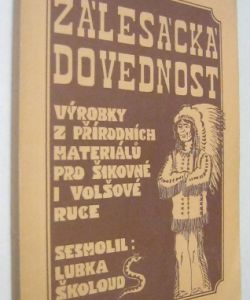 ZÁLESÁCKÁ
DOVEDNOST
VÝROBKY
Z PŘÍRODNÍCH
MATERIÁLŮ
PRO ŠIKOVNÉ
I VOLŠOVÉ
RUCE
SESMOLIL:
LUBKA
ŠKOLOUD